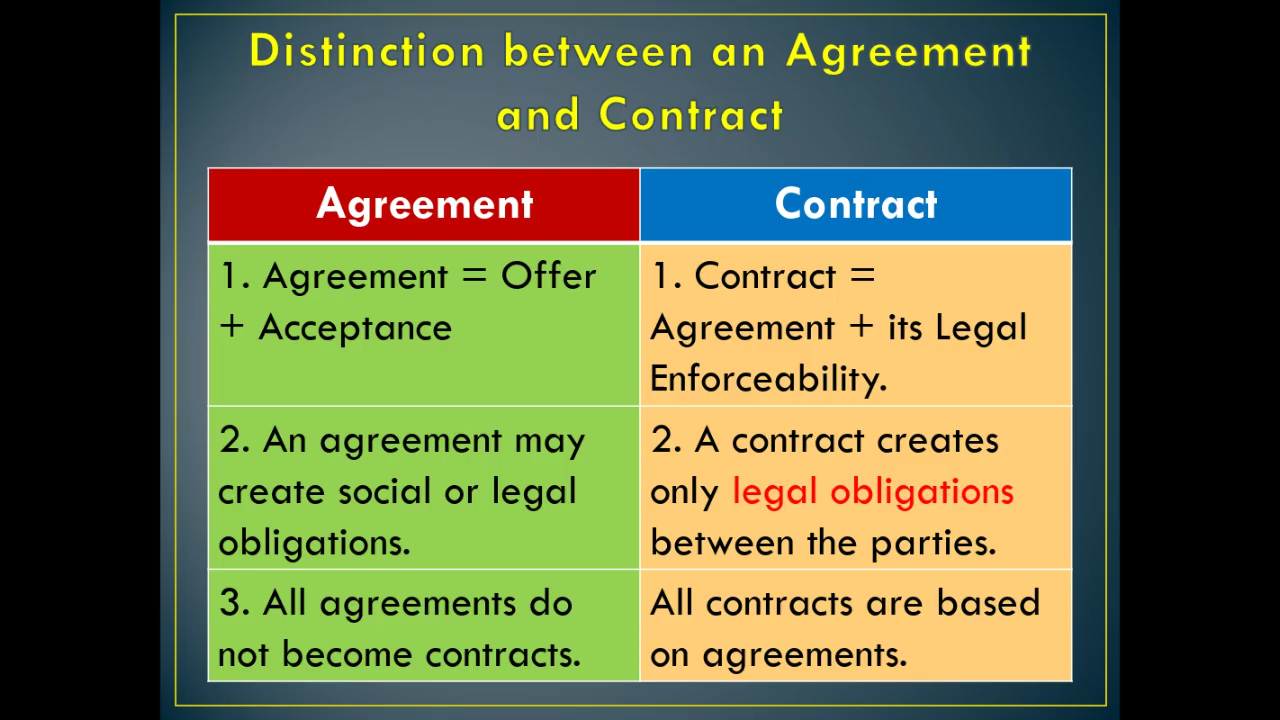 Distinction between an Agreement
and Contract
Agreement
Contract
1. Agreement = Offer
+ Acceptance
1. Contract =
Agreement + its Legal
Enforceability.
2. An agreement may
create social or legal
obligations.
2. A contract creates
only legal obligations
between the parties.
3. All agreements do
not become contracts.
All contracts are based
on agreements.